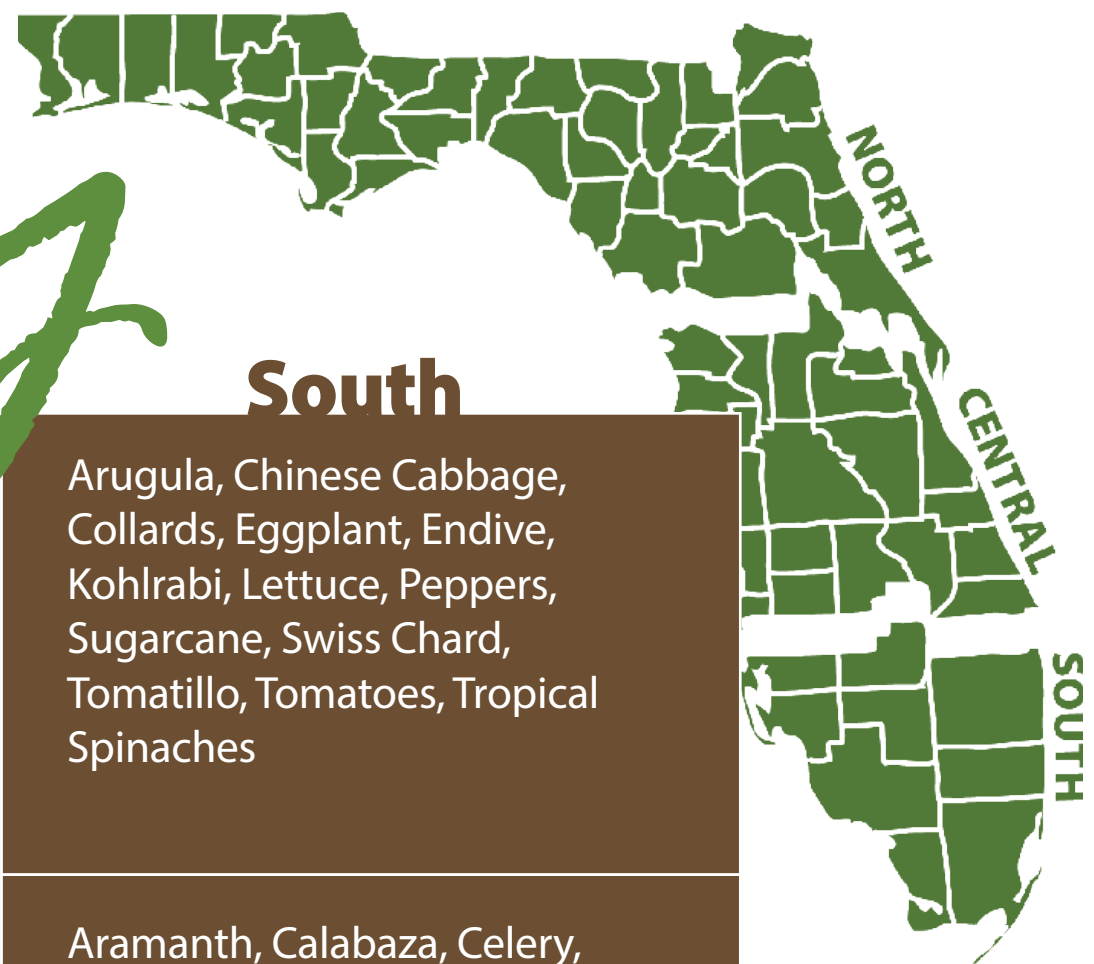 NORTH
CENTRAL
SOUTH
South
Arugula, Chinese Cabbage,
Collards, Eggplant, Endive,
Kohlrabi, Lettuce, Peppers,
Sugarcane, Swiss Chard,
Tomatillo, Tomatoes, Tropical
Spinaches
Aramanth, Calabaza, Celery,